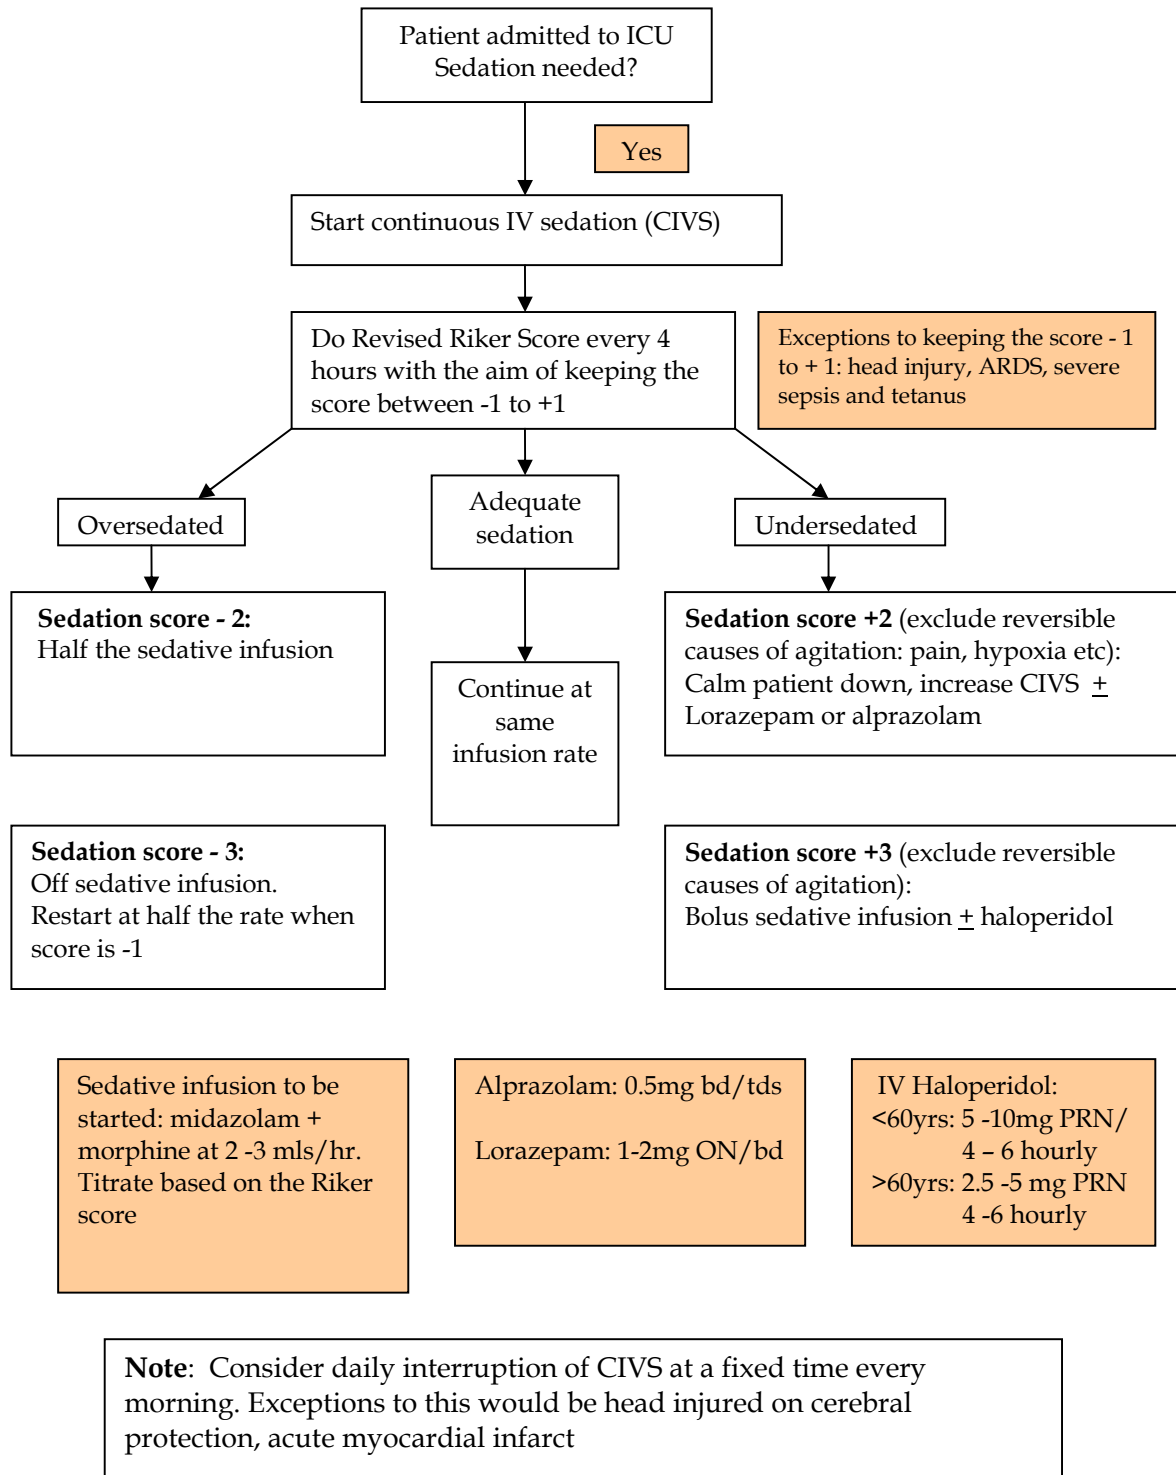 Patient admitted to ICU
Sedation needed?
Yes
Start continuous IV sedation (CIVS)
Do Revised Riker Score every 4
hours with the aim of keeping the
score between -1 to +1
Exceptions to keeping the score - 1
to + 1: head injury, ARDS, severe
sepsis and tetanus
Oversedated
Adequate
sedation
Undersedated
Sedation score - 2:
Half the sedative infusion
Continue at
same
infusion rate
Sedation score +2 (exclude reversible
causes of agitation: pain, hypoxia etc):
Calm patient down, increase CIVS ±
Lorazepam or alprazolam
Sedation score - 3:
Off sedative infusion.
Restart at half the rate when
score is -1
Sedation score +3 (exclude reversible
causes of agitation):
Bolus sedative infusion ± haloperidol
Sedative infusion to be
started: midazolam +
morphine at 2 -3 mls/hr.
Titrate based on the Riker
score
Alprazolam: 0.5mg bd/tds
Lorazepam: 1-2mg ON/bd
IV Haloperidol:
<60yrs: 5 -10mg PRN/
4 – 6 hourly
>60yrs: 2.5 -5 mg PRN
4 -6 hourly
Note:  Consider daily interruption of CIVS at a fixed time every
morning. Exceptions to this would be head injured on cerebral
protection, acute myocardial infarct